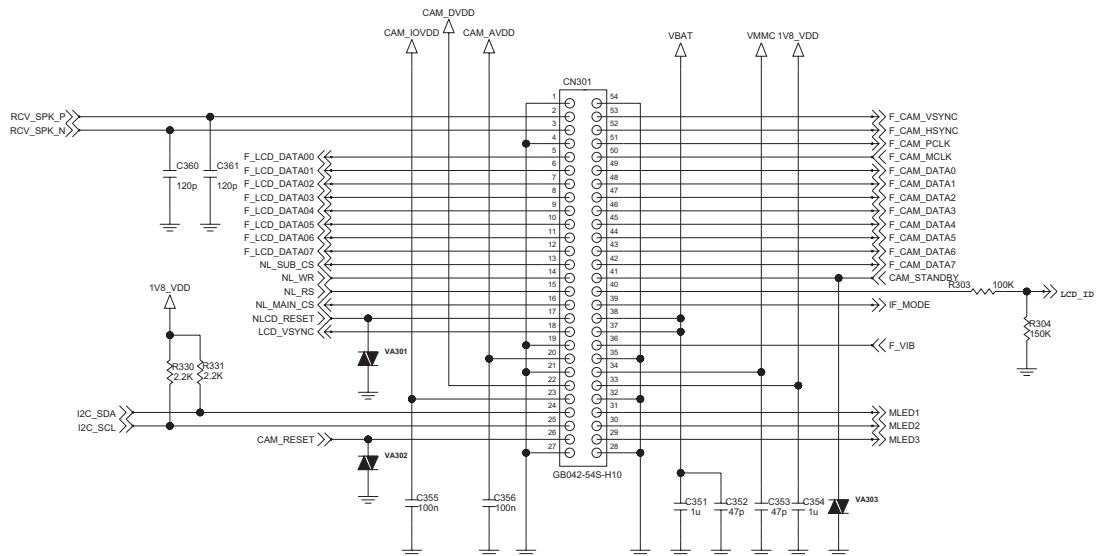 CAM_DVDD
CAM_IOVDD
CAM_AVDD
VBAT
VMMC
1V8_VDD
CN301
RCV_SPK_P
RCV_SPK_N
C360
120p
C361
120p
F_LCD_DATA00
F_LCD_DATA01
F_LCD_DATA02
F_LCD_DATA03
F_LCD_DATA04
F_LCD_DATA05
F_LCD_DATA06
F_LCD_DATA07
NL_SUB_CS
NL_WR
NL_RS
NL_MAIN_CS
NLCD_RESET
LCD_VSYNC
1V8_VDD
R330
2.2K
R331
2.2K
I2C_SDA
I2C_SCL
CAM_RESET
VA301
VA302
C355
100n
C356
100n
1
2
3
4
5
6
7
8
9
10
11
12
13
14
15
16
17
18
19
20
21
22
23
24
25
26
27
54
53
52
51
50
49
48
47
46
45
44
43
42
41
40
39
38
37
36
35
34
33
32
31
30
29
28
GB042-54S-H10
F_CAM_VSYNC
F_CAM_HSYNC
F_CAM_PCLK
F_CAM_MCLK
F_CAM_DATA0
F_CAM_DATA1
F_CAM_DATA2
F_CAM_DATA3
F_CAM_DATA4
F_CAM_DATA5
F_CAM_DATA6
F_CAM_DATA7
CAM_STANDBY
R303
100K
LCD_ID
IF_MODE
R304
150K
F_VIB
MLED1
MLED2
MLED3
C351
1u
C352
47p
C353
47p
C354
1u
VA303